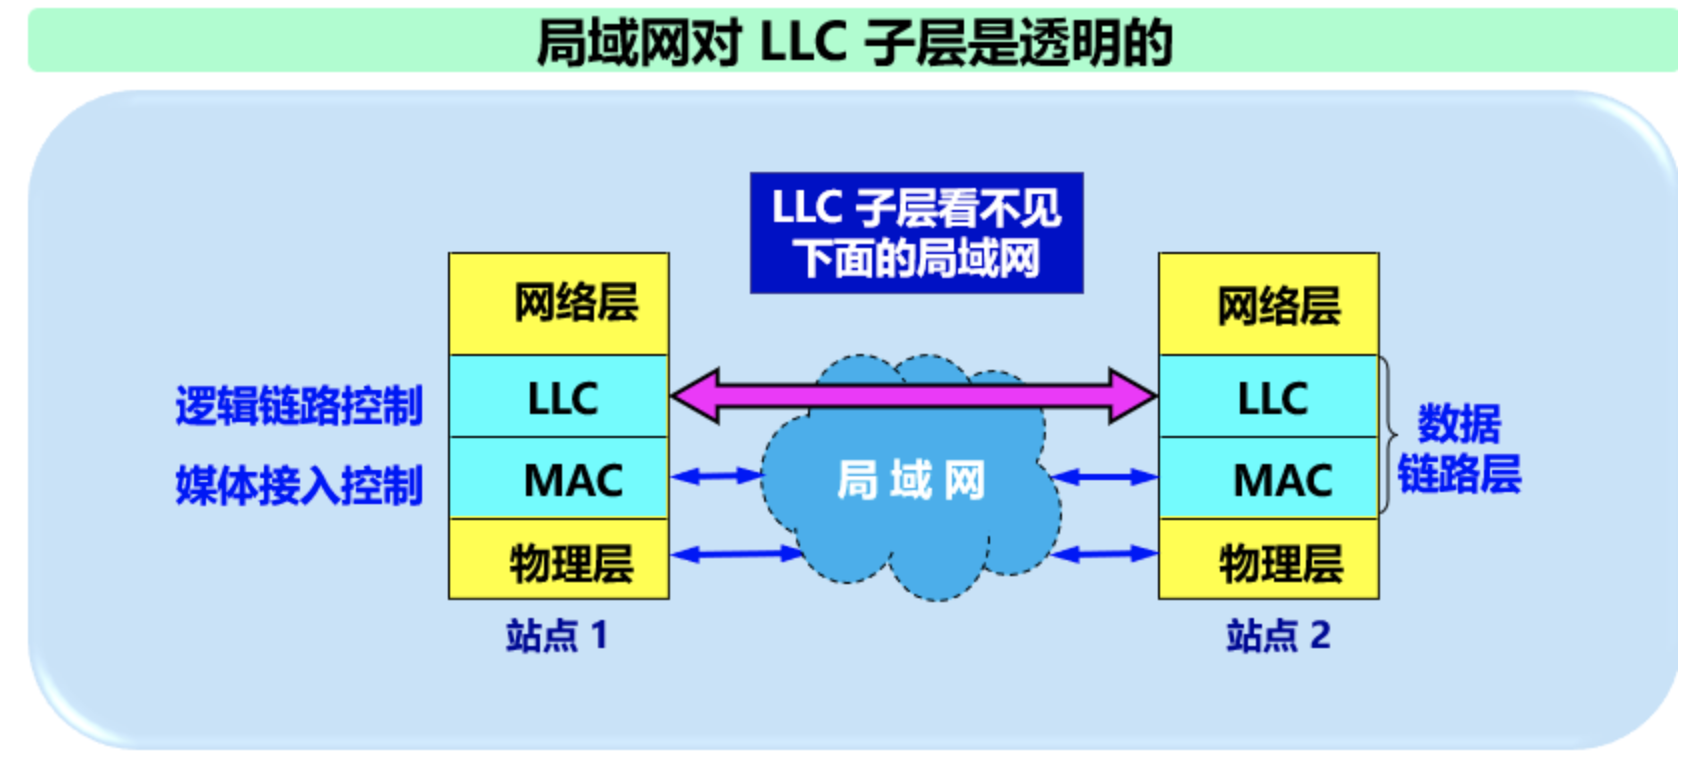 局域网对 LLC 子层是透明的
LLC 子层看不见
下面的局域网
网络层
LLC
MAC
物理层
站点 1
逻辑链路控制
媒体接入控制
局 域 网
网络层
LLC
MAC
物理层
站点 2
数据
链路层